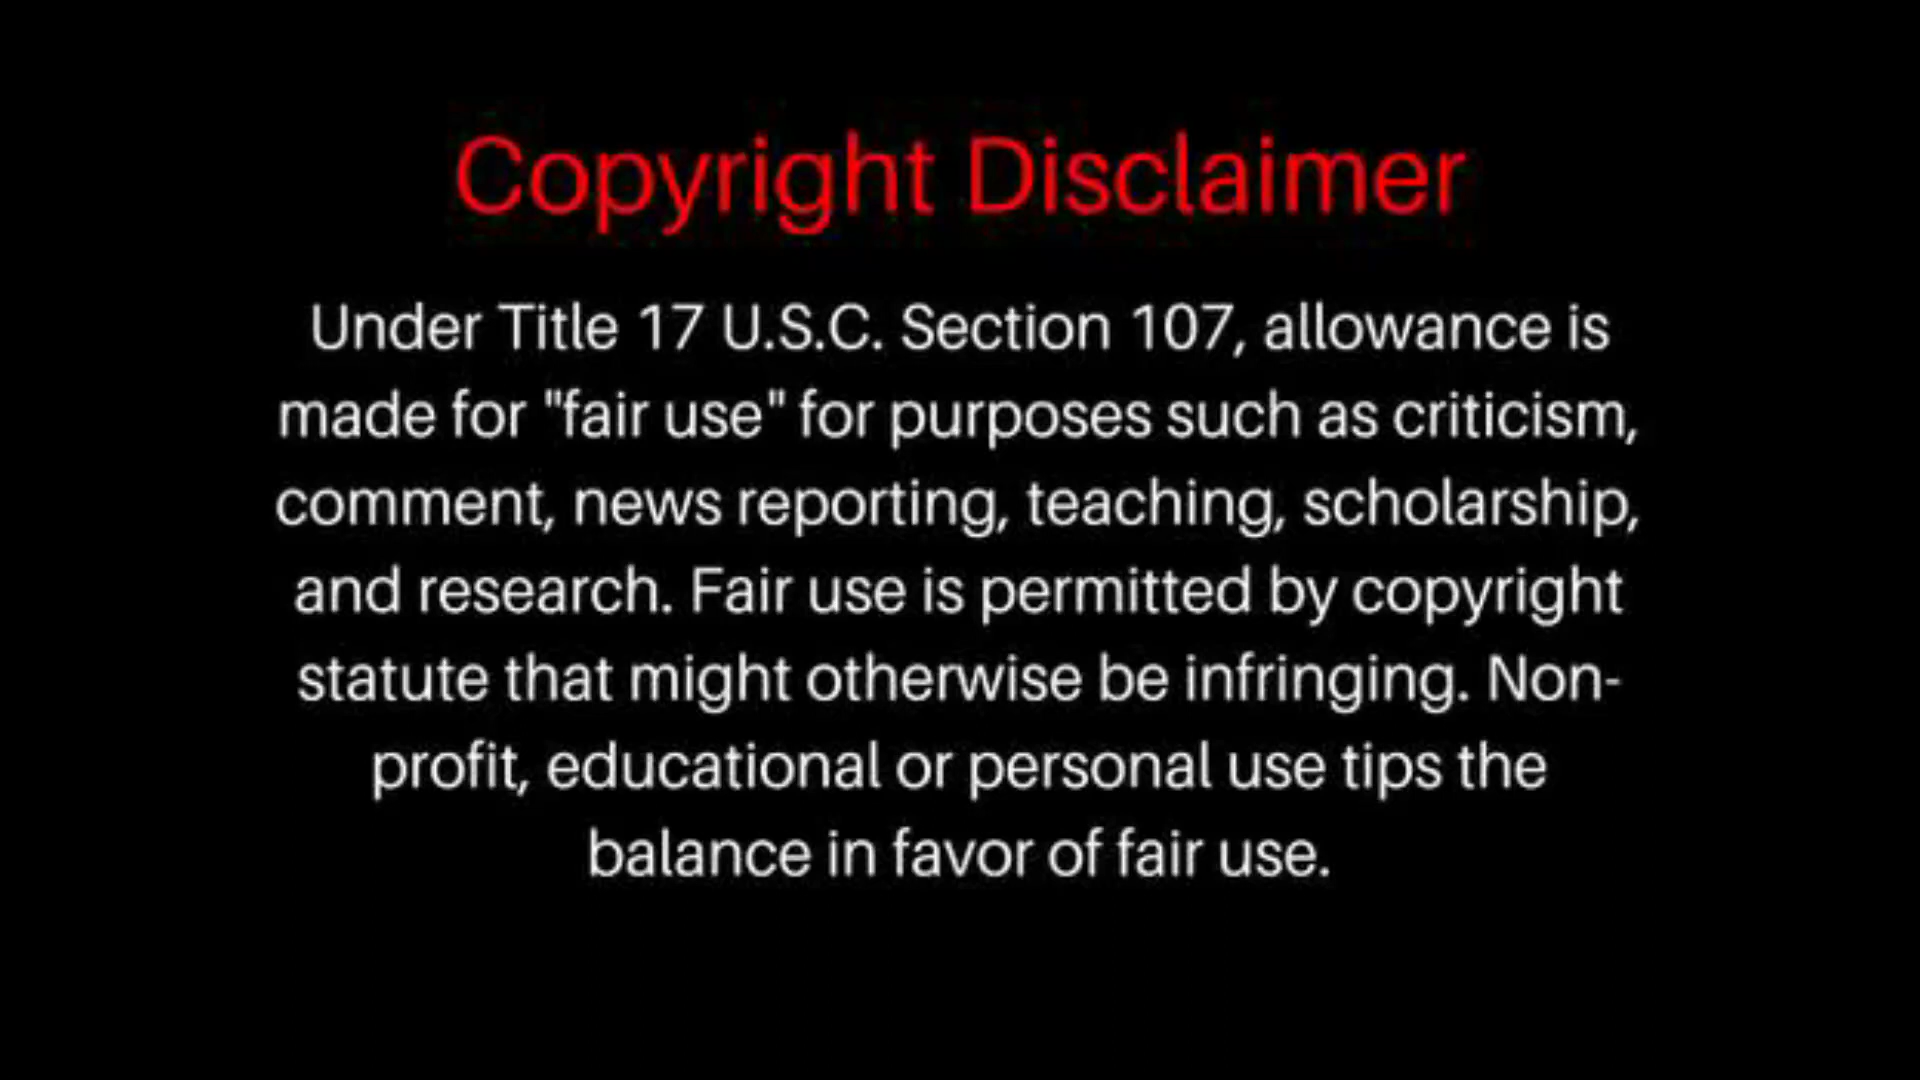 Copyright Disclaimer
Under Title 17 U.S.C. Section 107, allowance is
made for "fair use" for purposes such as criticism,
comment, news reporting, teaching, scholarship,
and research. Fair use is permitted by copyright
statute that might otherwise be infringing. Non-
profit, educational or personal use tips the
balance in favor of fair use.